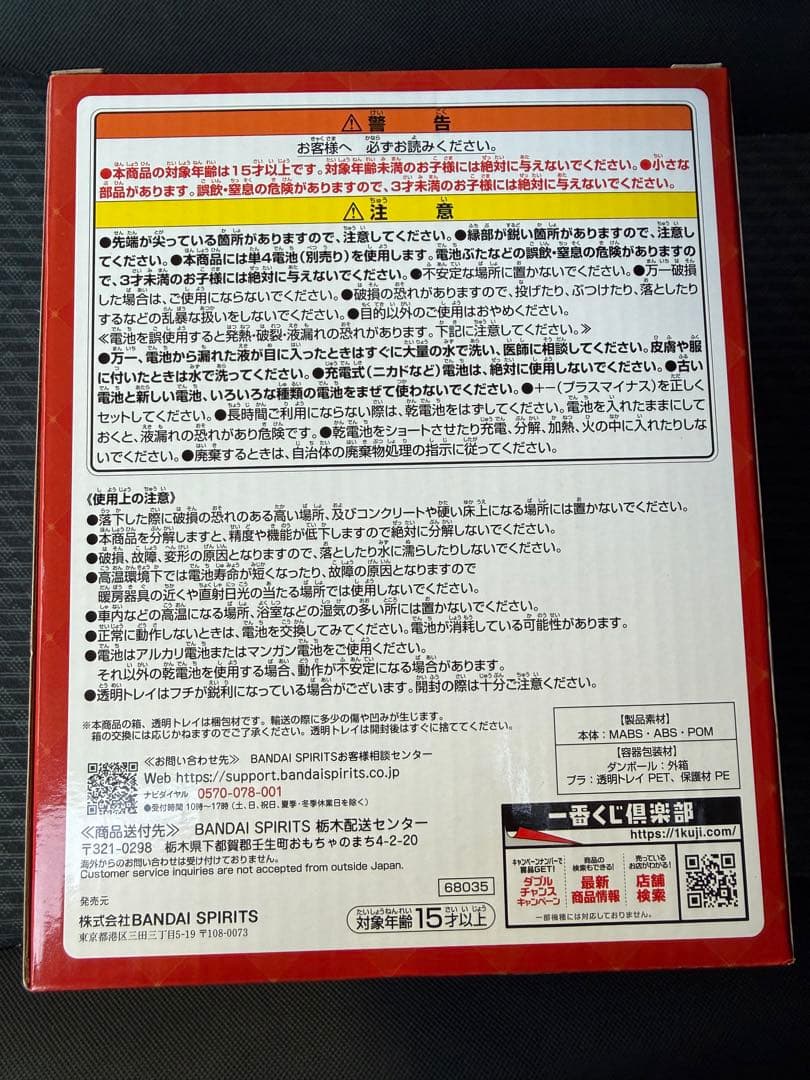 ⚠警告
お客様へ 必ずお読みください。
●本商品の対象年齢は15才以上です。対象年齢未満のお子様には絶対に与えないでください。●小さな
部品があります。誤飲・窒息の危険がありますので、3才未満のお子様には絶対に与えないでください。
⚠注意
●先端が尖っている箇所がありますので、注意してください。●縁部が鋭い箇所がありますので、注意し
てください。●本商品には単4電池(別売り)を使用します。電池ぶたなどの誤飲・窒息の危険がありますの
で、3才未満のお子様には絶対に与えないでください。●不安定な場所に置かないでください。●万一破損
した場合は、ご使用にならないでください。●破損の恐れがありますので、投げたり、ぶつけたり、落としたり
するなどの乱暴な扱いをしないでください。●目的以外のご使用はおやめください。
≪電池を誤使用すると発熱・破裂・液漏れの恐れがあります。下記に注意してください。≫
●万一、電池から漏れた液が目に入ったときはすぐに大量の水で洗い、医師に相談してください。皮膚や服
に付いたときは水で洗ってください。●充電式(ニカドなど)電池は、絶対に使用しないでください。●古い
電池と新しい電池、いろいろな種類の電池をまぜて使わないでください。●+-(プラスマイナス)を正しく
セットしてください。●長時間ご利用にならない際は、乾電池をはずしてください。電池を入れたままにして
おくと、液漏れの恐れがあり危険です。●乾電池をショートさせたり充電、分解、加熱、火の中に入れたりしな
いでください。●廃棄するときは、自治体の廃棄物処理の指示に従ってください。
《使用上の注意》
●落下した際に破損の恐れのある高い場所、及びコンクリートや硬い床上になる場所には置かないでください。
●本商品を分解しますと、精度や機能が低下しますので絶対に分解しないでください。
●破損、故障、変形の原因となりますので、落としたり水に濡らしたりしないでください。
●高温環境下では電池寿命が短くなったり、故障の原因となりますので
暖房器具の近くや直射日光の当たる場所では使用しないでください。
●車内などの高温になる場所、浴室などの湿気の多い所には置かないでください。
●正常に動作しないときは、電池を交換してみてください。電池が消耗している可能性があります。
●電池はアルカリ電池またはマンガン電池をご使用ください。
それ以外の乾電池を使用する場合、動作が不安定になる場合があります。
●透明トレイはフチが鋭利になっている場合がございます。開封の際は十分ご注意ください。
※本商品の箱、透明トレイは梱包材です。輸送の際に多少の傷や凹みが生じます。
箱の交換には応じかねますのでご了承ください。透明トレイは開封後はすぐに捨ててください。
【製品素材】
本体:MABS・ABS・POM
【容器包装材】
ダンボール:外箱
プラ:透明トレイ PET、保護材 PE
≪お問い合わせ先≫ BANDAI SPIRITSお客様相談センター
Web https://support.bandaispirits.co.jp
ナビダイヤル 0570-078-001
●受付時間 10時〜17時(土、日、祝日、夏季・冬季休業日を除く)
≪商品送付先≫ BANDAI SPIRITS 栃木配送センター
〒321-0298 栃木県下都賀郡壬生町おもちゃのまち4-2-20
海外からのお問い合わせは受け付けておりません。
Customer service inquiries are not accepted from outside Japan.
一番くじ倶楽部
https://1kuji.com/
キャンペーンナンバーで
賞品GET!
ダブル
チャンス
キャンペーン
商品の
検索もできる!
最新
商品情報
売っている
お店がわかる!
店舗
検索
一部機種には対応しておりません。
68035
発売元
株式会社BANDAI SPIRITS
東京都港区三田三丁目5-19 〒108-0073
対象年齢15才以上